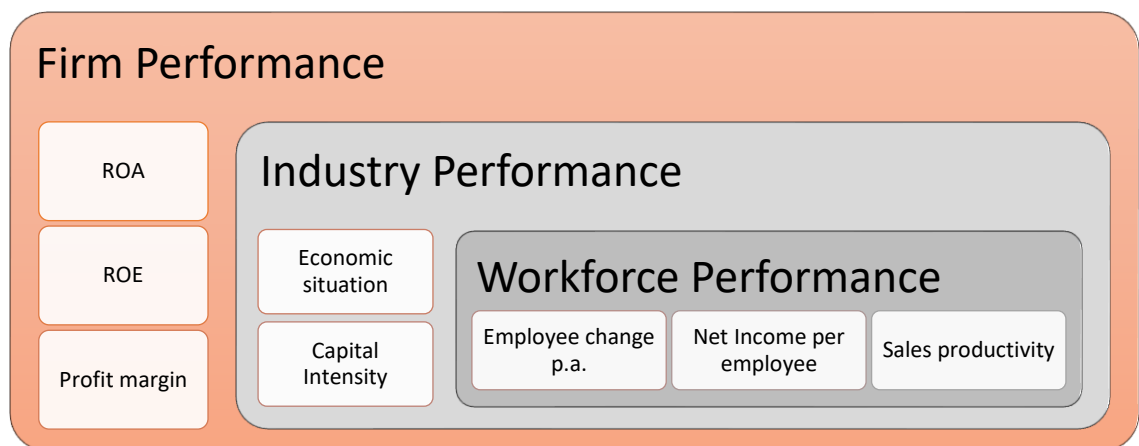 Firm Performance
ROA
ROE
Profit margin
Industry Performance
Economic
situation
Capital
Intensity
Workforce Performance
Employee change
p.a.
Net Income per
employee
Sales productivity